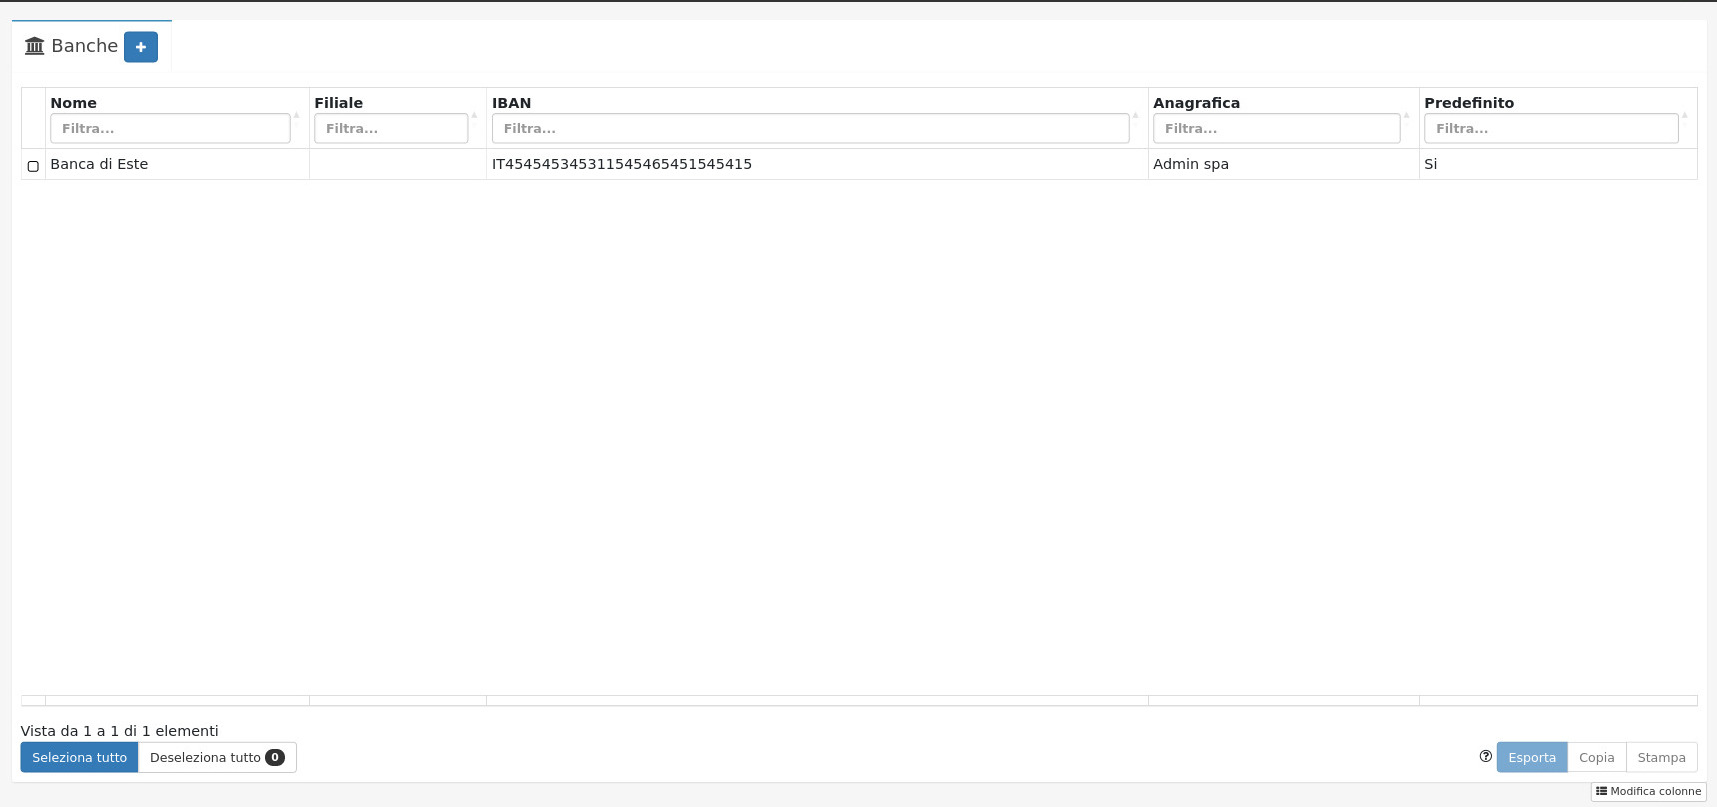 Banche
Nome Filiale IBAN Anagrafica Predefinito
Filtra... Filtra... Filtra... Filtra... Filtra...
Banca di Este IT454545345311545465451545415 Admin spa Si
Vista da 1 a 1 di 1 elementi
Seleziona tutto Deseleziona tutto 0 Esporta Copia Stampa
Modifica colonne